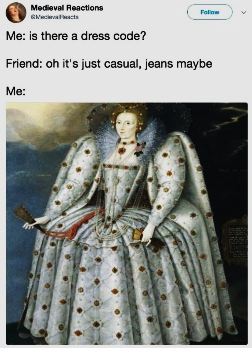 Medieval Reactions
@MedievalReacts
Follow
Me: is there a dress code?
Friend: oh it's just casual, jeans maybe
Me: